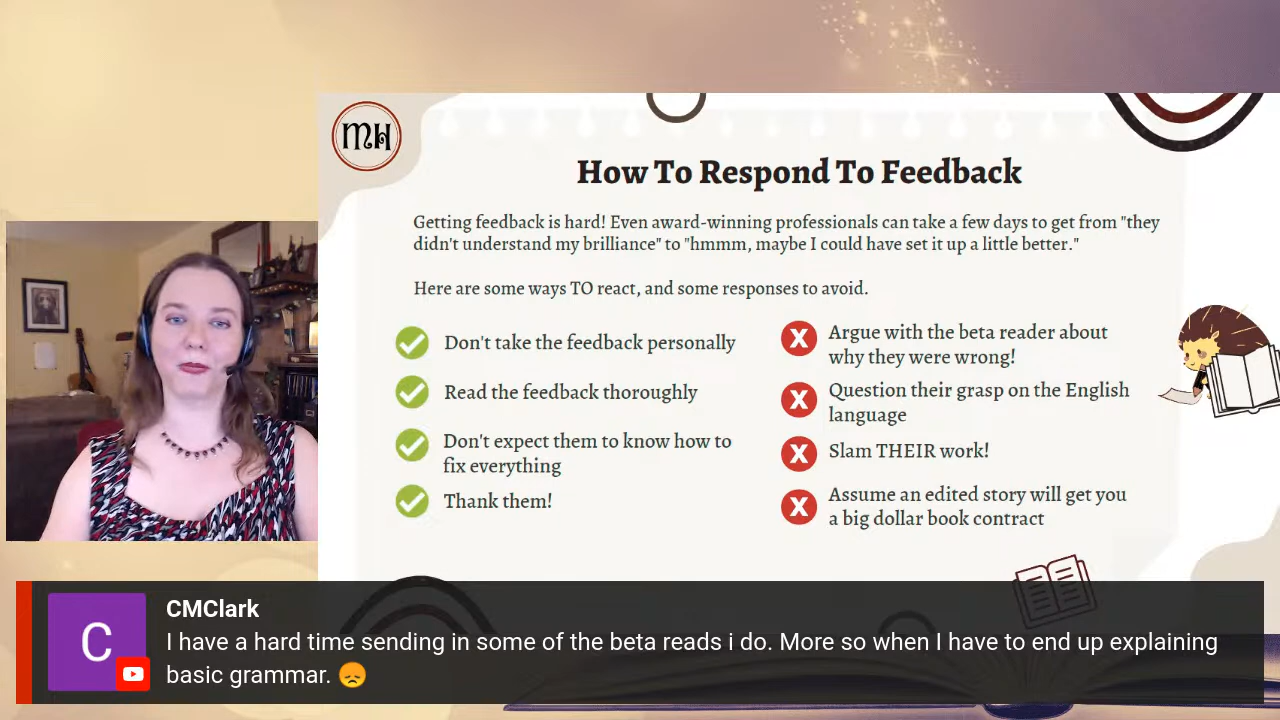 MH
How To Respond To Feedback
Getting feedback is hard! Even award-winning professionals can take a few days to get from "they
didn't understand my brilliance" to "hmmm, maybe I could have set it up a little better."
Here are some ways TO react, and some responses to avoid.
Don't take the feedback personally
Read the feedback thoroughly
Don't expect them to know how to
fix everything
Thank them!
X Argue with the beta reader about
why they were wrong!
X Question their grasp on the English
language
X Slam THEIR work!
X Assume an edited story will get you
a big dollar book contract
C
CMClark
I have a hard time sending in some of the beta reads i do. More so when I have to end up explaining
basic grammar. 😞